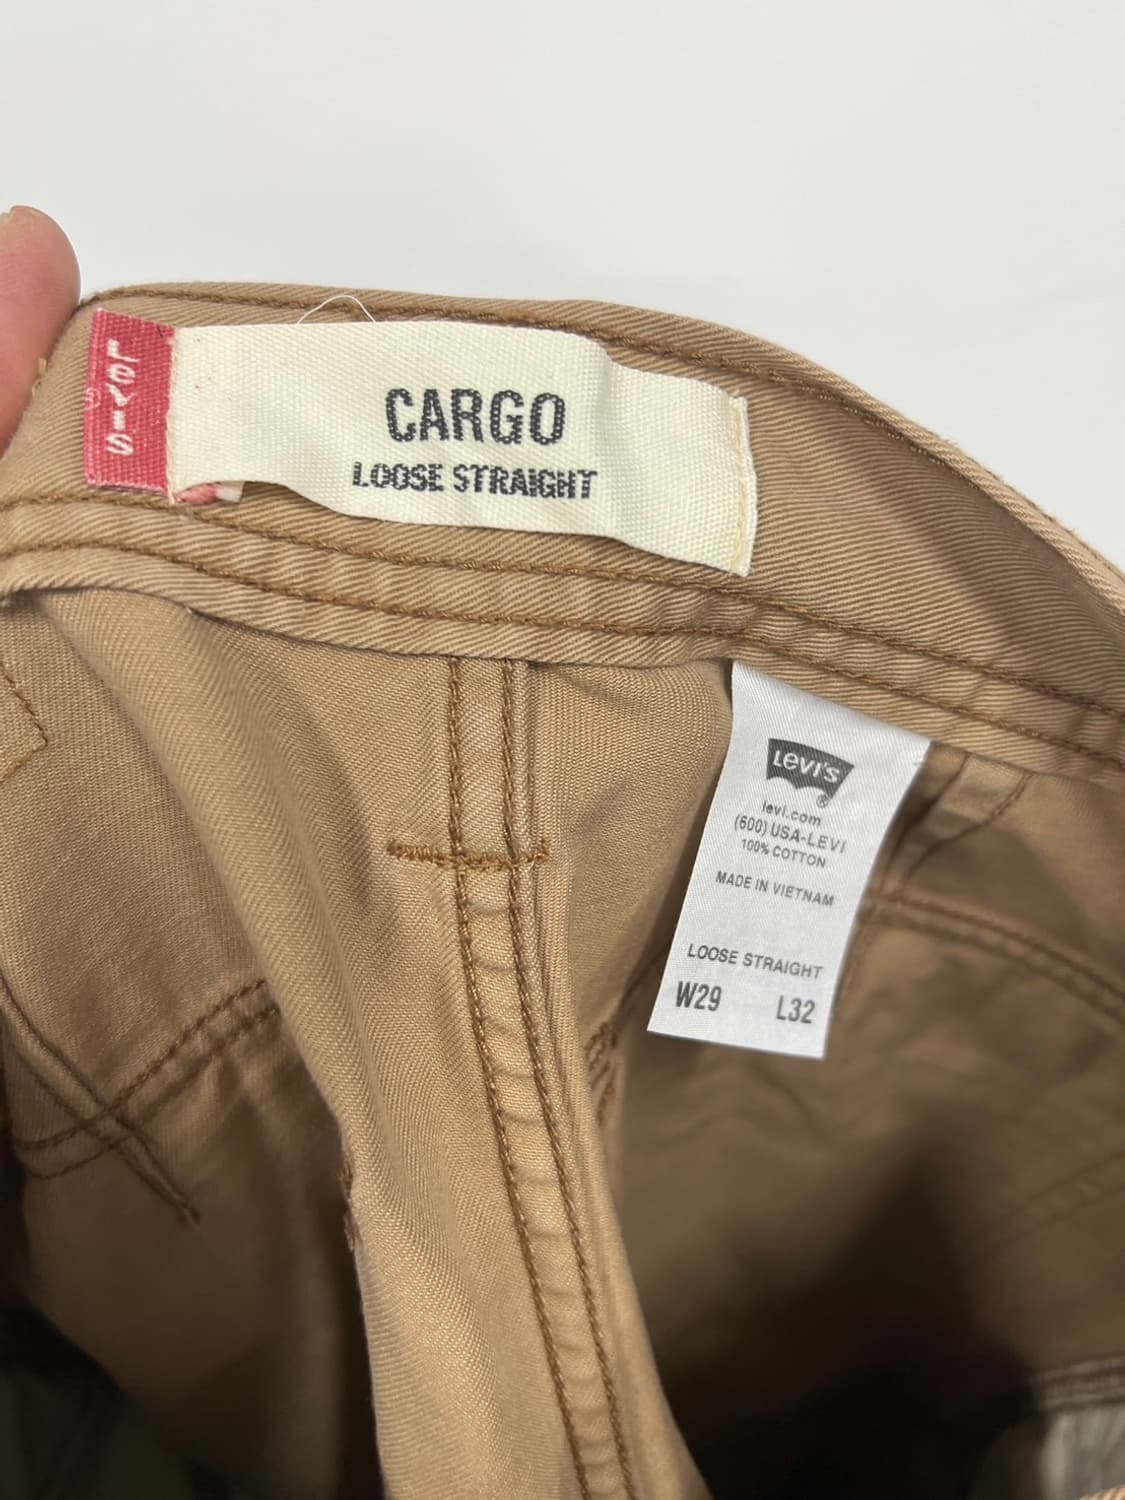 Levi's
CARGO
LOOSE STRAIGHT
LEVI'S
®
levi.com
(600) USA-LEVI
100% COTTON
MADE IN VIETNAM
LOOSE STRAIGHT
W29 L32